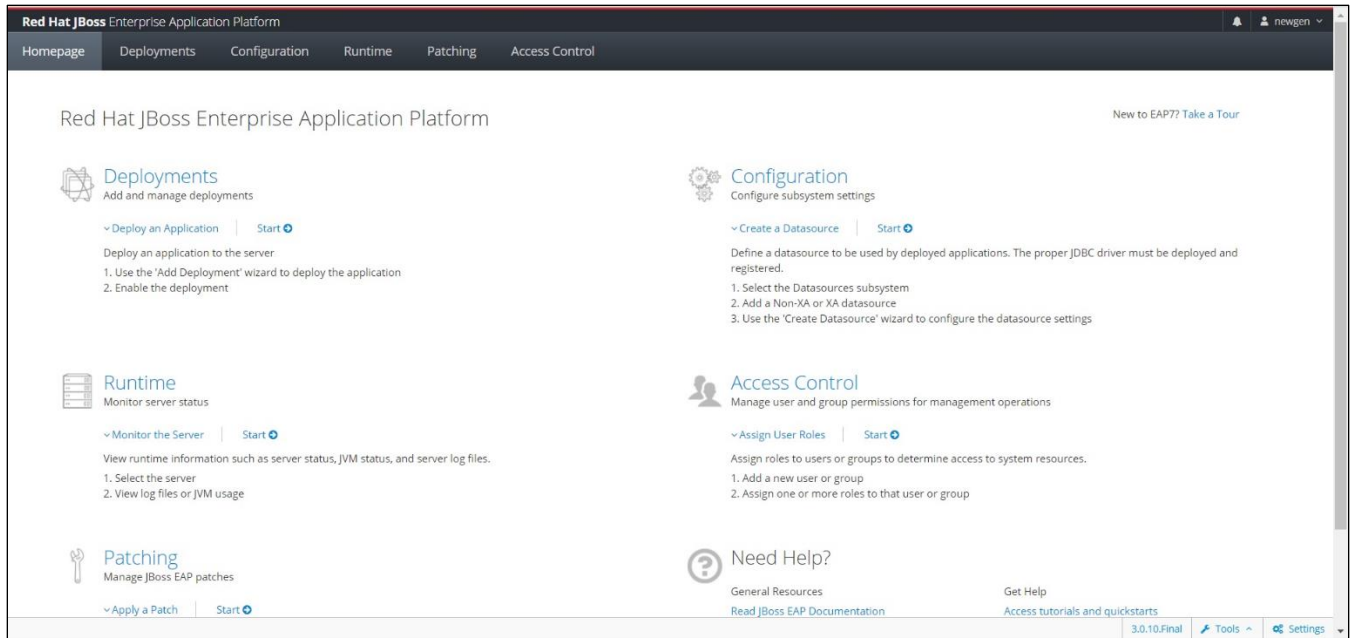 Red Hat JBoss Enterprise Application Platform
newgen
Homepage Deployments Configuration Runtime Patching Access Control
Red Hat JBoss Enterprise Application Platform
New to EAP7? Take a Tour
Deployments
Add and manage deployments
Deploy an Application Start
Deploy an application to the server
1. Use the 'Add Deployment' wizard to deploy the application
2. Enable the deployment
Configuration
Configure subsystem settings
Create a Datasource Start
Define a datasource to be used by deployed applications. The proper JDBC driver must be deployed and
registered.
1. Select the Datasources subsystem
2. Add a Non-XA or XA datasource
3. Use the 'Create Datasource' wizard to configure the datasource settings
Runtime
Monitor server status
Monitor the Server Start
View runtime information such as server status, JVM status, and server log files.
1. Select the server
2. View log files or JVM usage
Access Control
Manage user and group permissions for management operations
Assign User Roles Start
Assign roles to users or groups to determine access to system resources.
1. Add a new user or group
2. Assign one or more roles to that user or group
Patching
Manage JBoss EAP patches
Apply a Patch Start
Need Help?
General Resources
Read JBoss EAP Documentation
Get Help
Access tutorials and quickstarts
3.0.10.Final Tools Settings